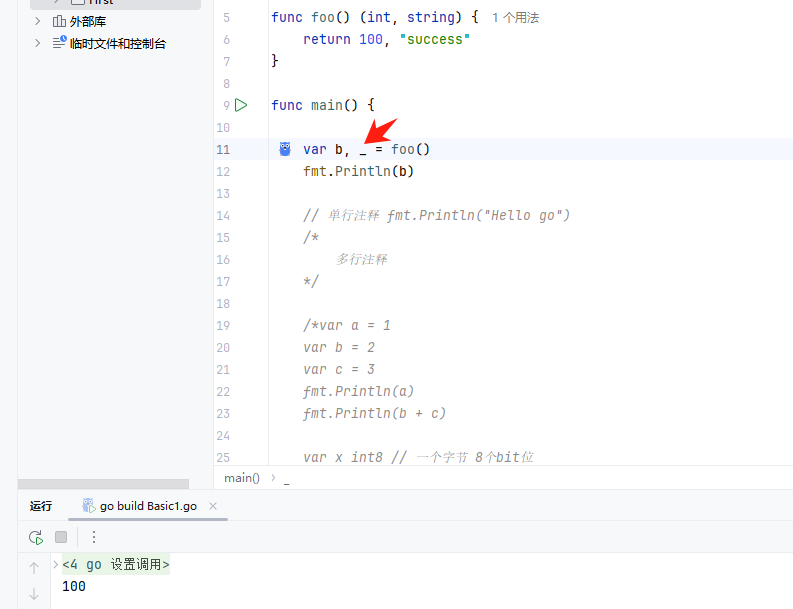 First
外部库
临时文件和控制台
5 func foo() (int, string) { 1 个用法
6 return 100, "success"
7 }
8
9 func main() {
10
11 var b, _ = foo()
12 fmt.Println(b)
13
14 // 单行注释 fmt.Println("Hello go")
15 /*
16 多行注释
17 */
18
19 /*var a = 1
20 var b = 2
21 var c = 3
22 fmt.Println(a)
23 fmt.Println(b + c)
24
25 var x int8 // 一个字节 8个bit位
main() > _
运行 go build Basic1.go ×
<4 go 设置调用>
100